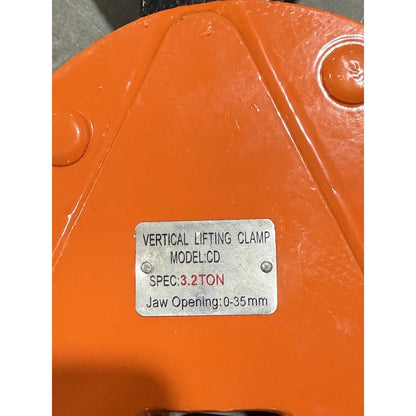 VERTICAL LIFTING CLAMP
MODEL:CD
SPEC:3.2TON
Jaw Opening:0-35mm